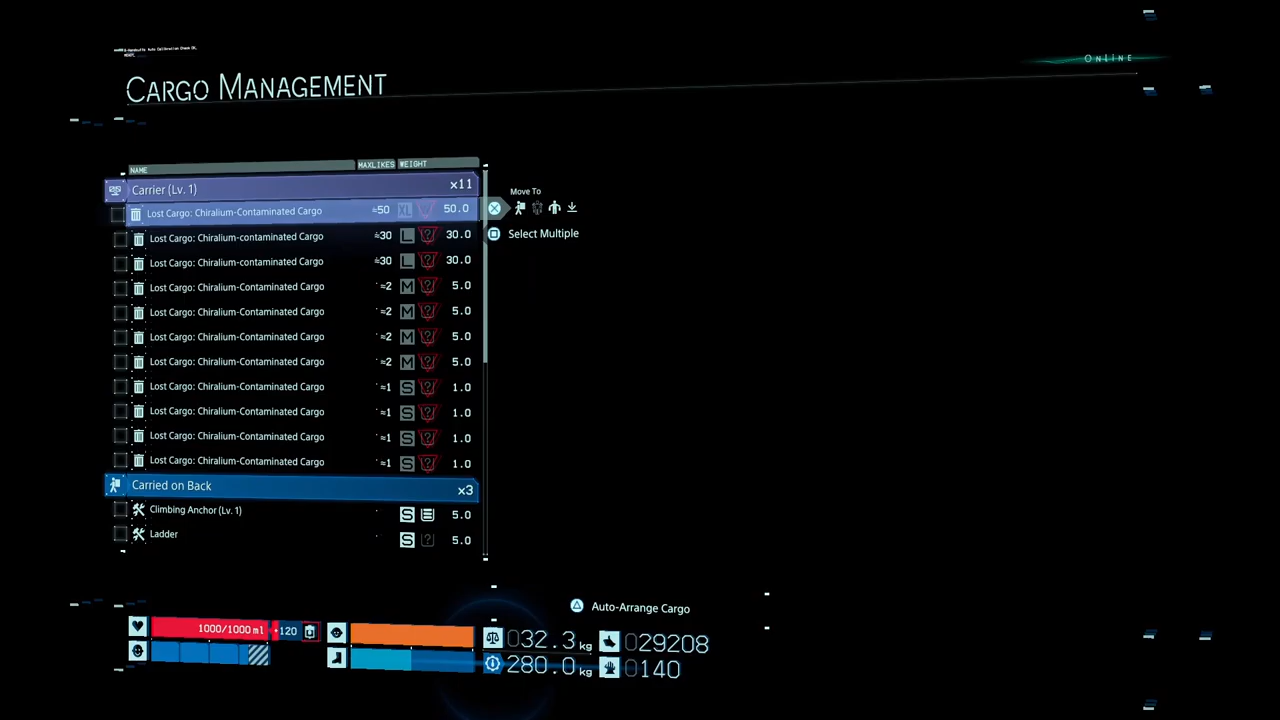 CARGO MANAGEMENT
ONLINE
NAME MAXLIKES WEIGHT
Carrier (Lv. 1) x11
Lost Cargo: Chiralium-Contaminated Cargo ≈50 XL 50.0
Lost Cargo: Chiralium-contaminated Cargo ≈30 L ? 30.0
Lost Cargo: Chiralium-contaminated Cargo ≈30 L ? 30.0
Lost Cargo: Chiralium-Contaminated Cargo ≈2 M ? 5.0
Lost Cargo: Chiralium-Contaminated Cargo ≈2 M ? 5.0
Lost Cargo: Chiralium-Contaminated Cargo ≈2 M ? 5.0
Lost Cargo: Chiralium-Contaminated Cargo ≈2 M ? 5.0
Lost Cargo: Chiralium-Contaminated Cargo ≈1 S ? 1.0
Lost Cargo: Chiralium-Contaminated Cargo ≈1 S ? 1.0
Lost Cargo: Chiralium-Contaminated Cargo ≈1 S ? 1.0
Lost Cargo: Chiralium-Contaminated Cargo ≈1 S ? 1.0
Carried on Back x3
Climbing Anchor (Lv. 1) S 5.0
Ladder S ? 5.0
Move To
Select Multiple
Auto-Arrange Cargo
1000/1000 ml +120
032.3 kg 029208
280.0 kg 0140